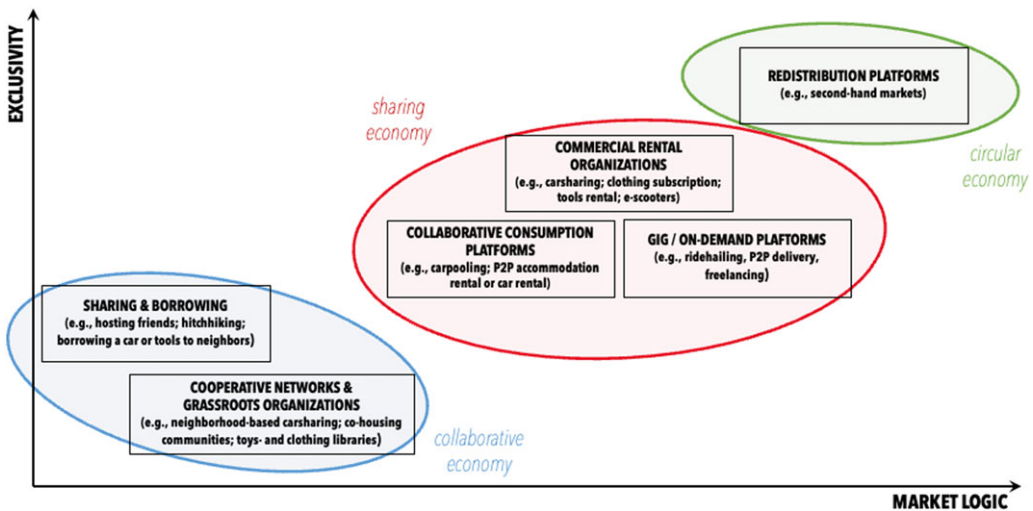 EXCLUSIVITY
REDISTRIBUTION PLATFORMS
(e.g., second-hand markets)
circular
economy
sharing
economy
COMMERCIAL RENTAL
ORGANIZATIONS
(e.g., carsharing; clothing subscription;
tools rental; e-scooters)
COLLABORATIVE CONSUMPTION
PLATFORMS
(e.g., carpooling; P2P accommodation
rental or car rental)
GIG / ON-DEMAND PLAFTORMS
(e.g., ridehailing, P2P delivery,
freelancing)
SHARING & BORROWING
(e.g., hosting friends; hitchhiking;
borrowing a car or tools to neighbors)
COOPERATIVE NETWORKS &
GRASSROOTS ORGANIZATIONS
(e.g., neighborhood-based carsharing; co-housing
communities; toys- and clothing libraries)
collaborative
economy
MARKET LOGIC